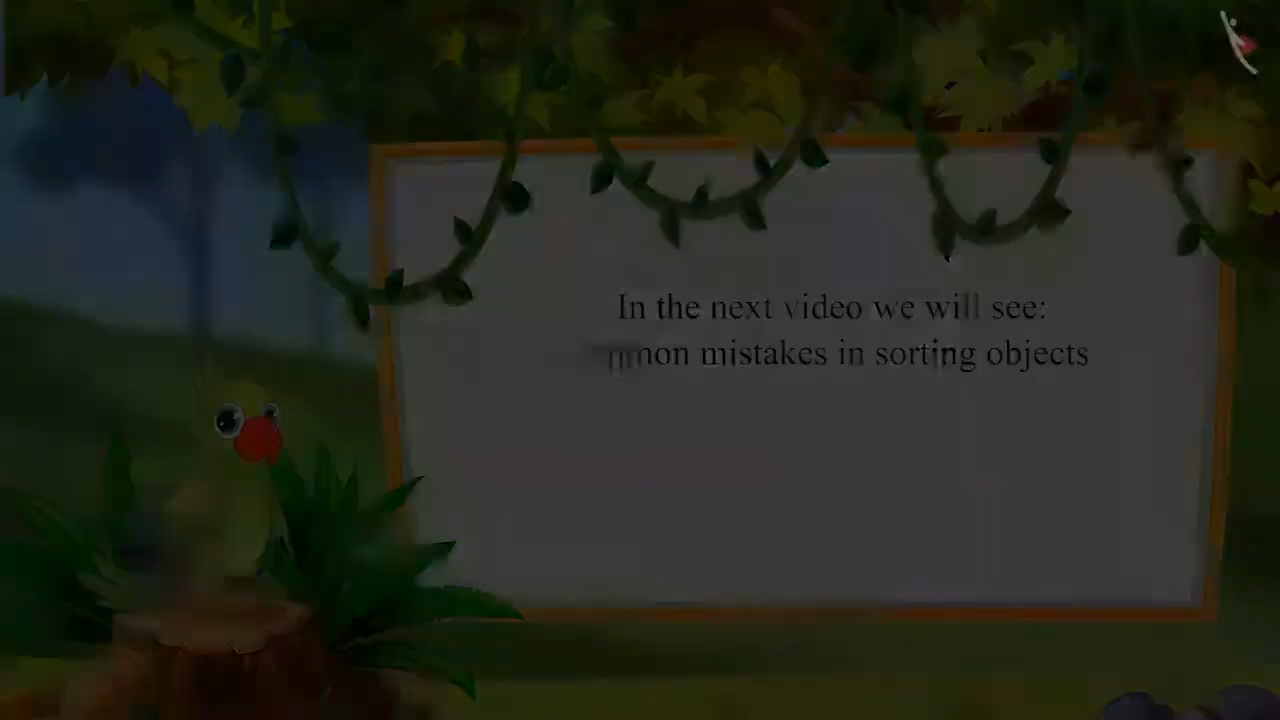 In the next video we will see:
mistakes in sorting objects